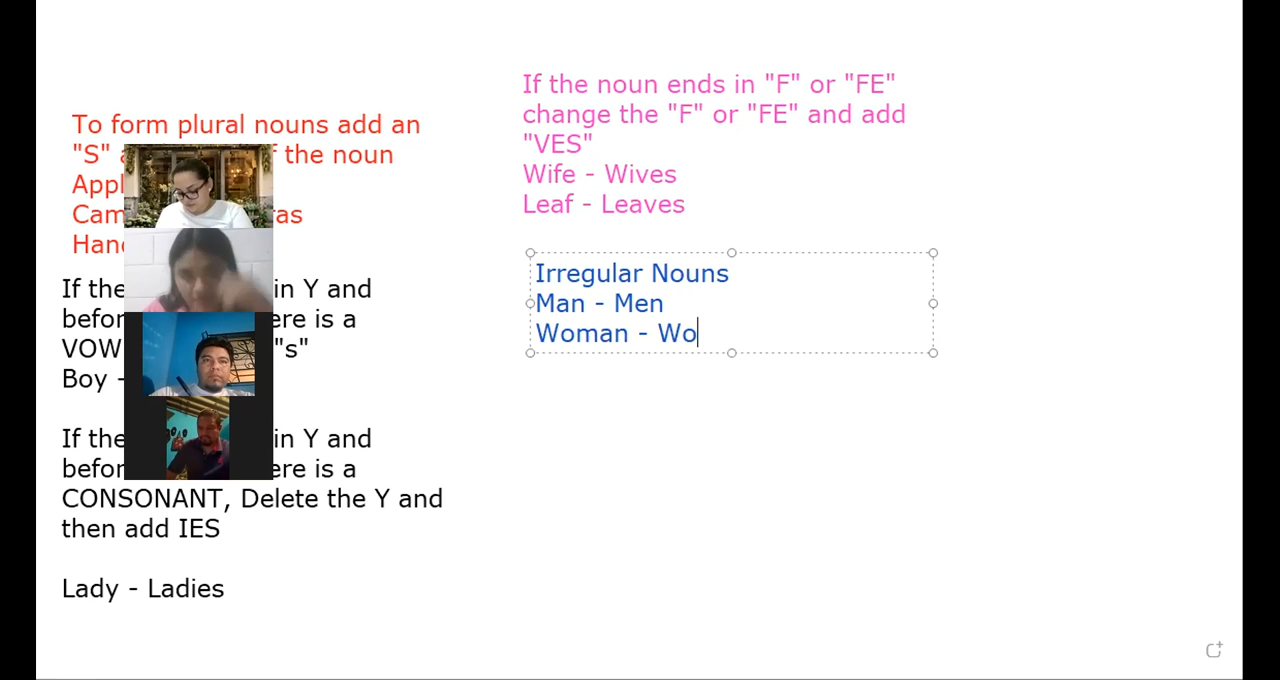 To form plural nouns add an
"S" f the noun
Appl
Cam ras
Hand
If the in Y and
befor ere is a
VOW "s"
Boy -
If the in Y and
befor ere is a
CONSONANT, Delete the Y and
then add IES
Lady - Ladies
If the noun ends in "F" or "FE"
change the "F" or "FE" and add
"VES"
Wife - Wives
Leaf - Leaves
Irregular Nouns
Man - Men
Woman - Wo